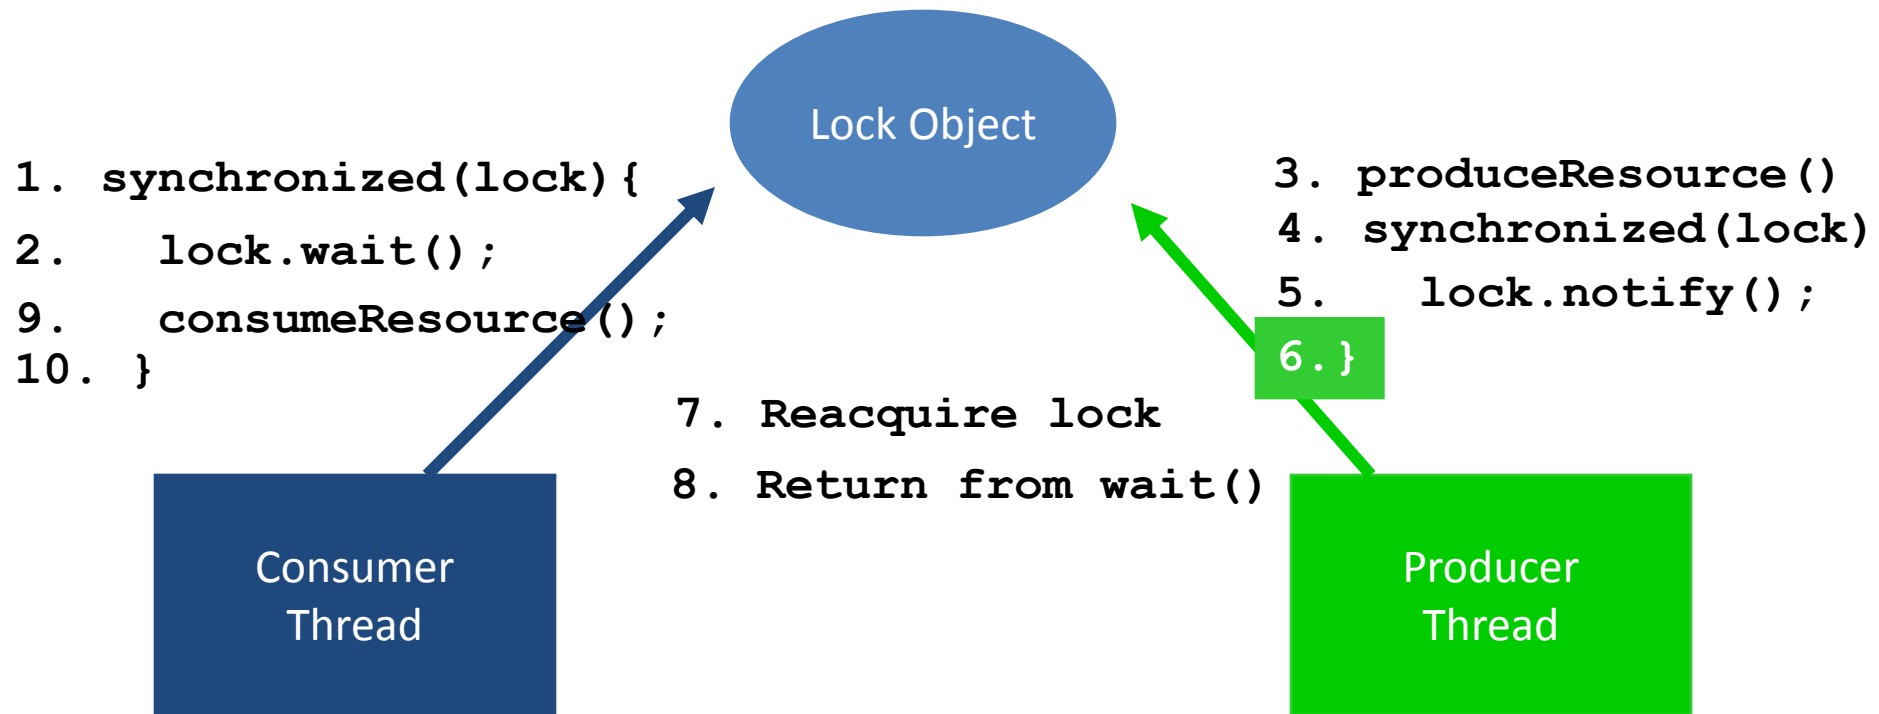 Lock Object
1. synchronized(lock){
2.   lock.wait();
9.   consumeResource();
10. }
3. produceResource()
4. synchronized(lock)
5.   lock.notify();
6.}
7. Reacquire lock
8. Return from wait()
Consumer
Thread
Producer
Thread